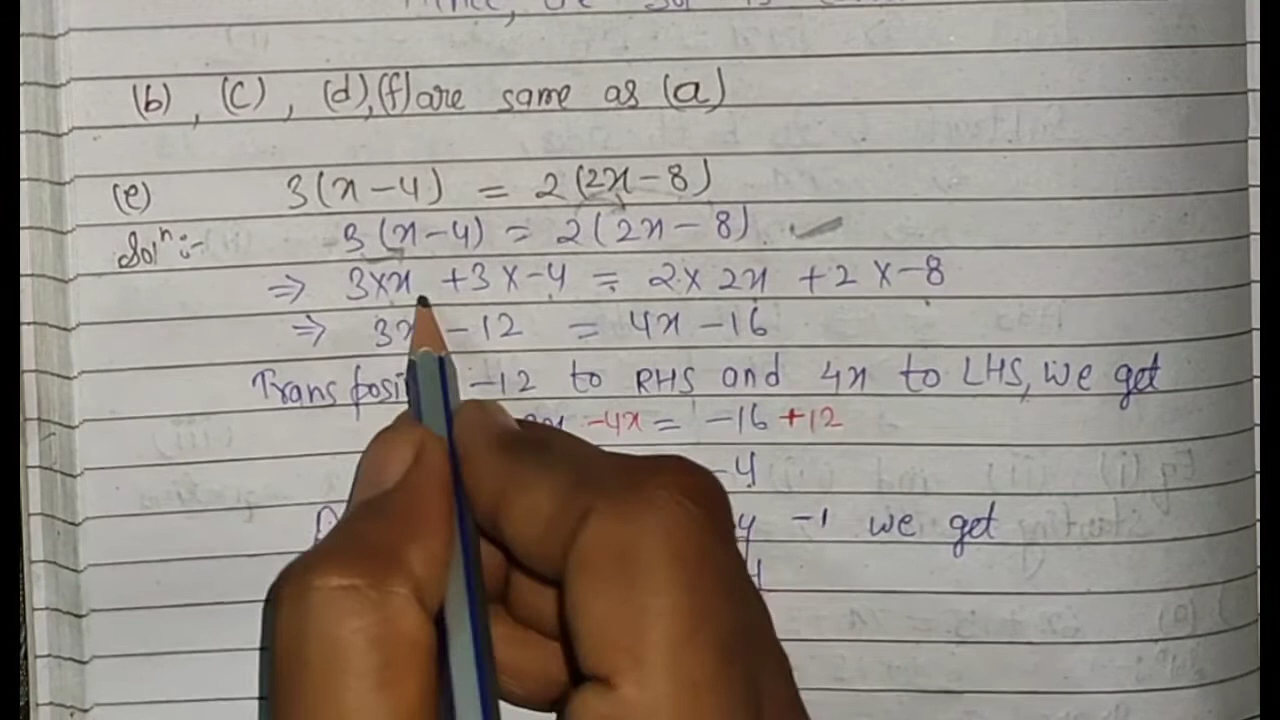 (b), (C), (d),(f)are same as (a)
(e) 3(x-4) = 2(2x-8)
Solⁿ:- 3(x-4) = 2(2x-8)
⇒ 3×x +3×-4 = 2×2x +2×-8
⇒ 3x -12 = 4x -16
-12 to RHS and 4x to LHS, we get
-4x = -16 +12
-4
-1 we get